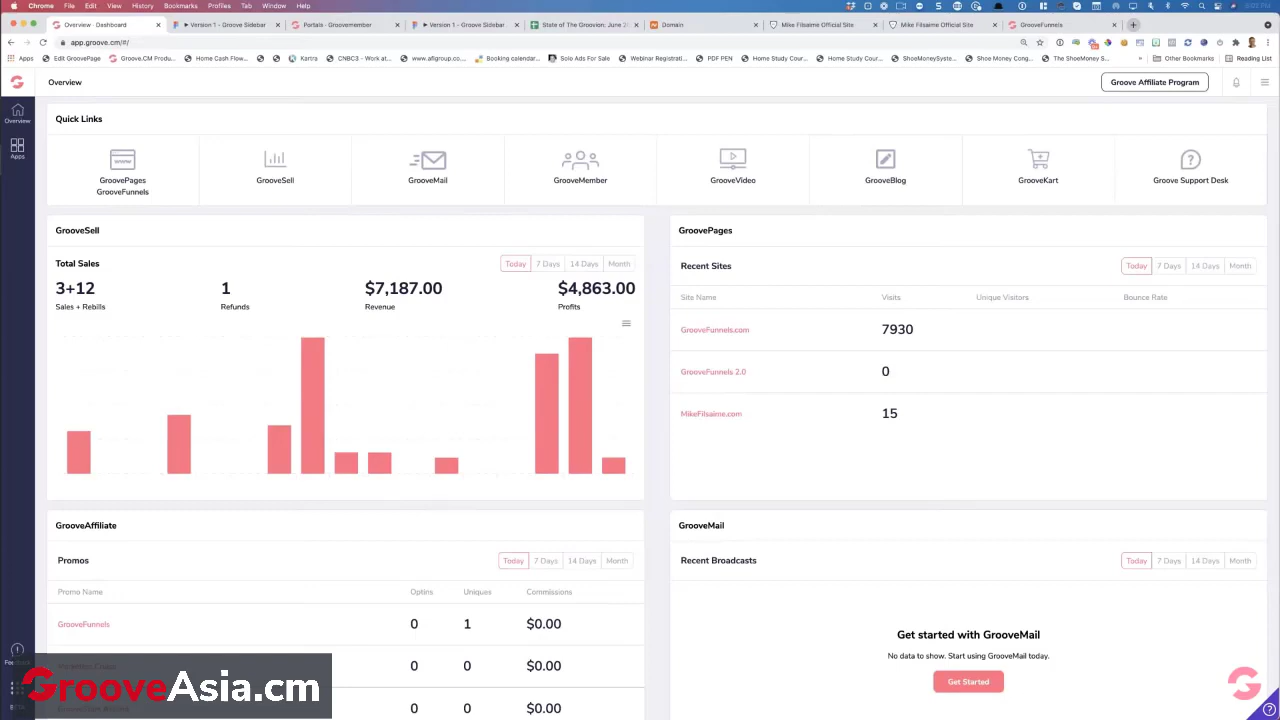 Chrome File Edit View History Bookmarks Profiles Tab Window Help
Overview - Dashboard
Version 1 - Groove Sidebar
Portals - Groovemember
Version 1 - Groove Sidebar
State Of The Groovion: June 2
Domain
Mike Filsaime Official Site
Mike Filsaime Official Site
GrooveFunnels
app.groove.cm/#/
Apps
Edit GroovePage
Groove.CM Produ...
Home Cash Flow...
Kartra
CNBC3 - Work at...
www.afigroup.co...
Booking calendar...
Solo Ads For Sale
Webinar Registrati...
PDF PEN
Home Study Cour...
Home Study Cour...
ShoeMoneySyste...
Shoe Money Cong...
The ShoeMoney S...
»
Other Bookmarks
Reading List
Overview
Groove Affiliate Program
Overview
Apps
Quick Links
GroovePages
GrooveFunnels
GrooveSell
GrooveMail
GrooveMember
GrooveVideo
GrooveBlog
GrooveKart
Groove Support Desk
GrooveSell
Total Sales
Today 7 Days 14 Days Month
3+12 1 $7,187.00 $4,863.00
Sales + Rebills Refunds Revenue Profits
GroovePages
Recent Sites
Today 7 Days 14 Days Month
Site Name Visits Unique Visitors Bounce Rate
GrooveFunnels.com 7930
GrooveFunnels 2.0 0
MikeFilsaime.com 15
GrooveAffiliate
Promos
Today 7 Days 14 Days Month
Promo Name Optins Uniques Commissions
GrooveFunnels 0 1 $0.00
0 0 $0.00
0 0 $0.00
GrooveMail
Recent Broadcasts
Today 7 Days 14 Days Month
Get started with GrooveMail
No data to show. Start using GrooveMail today.
Get Started
GrooveAsia.cm